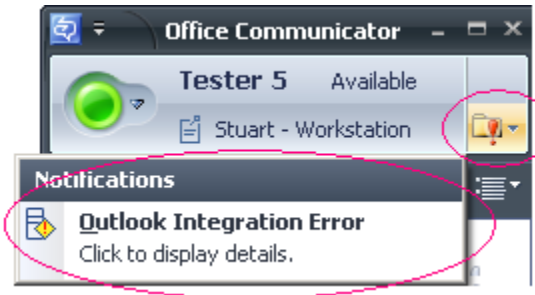 Office Communicator
Tester 5 Available
Stuart - Workstation
Notifications
Outlook Integration Error
Click to display details.